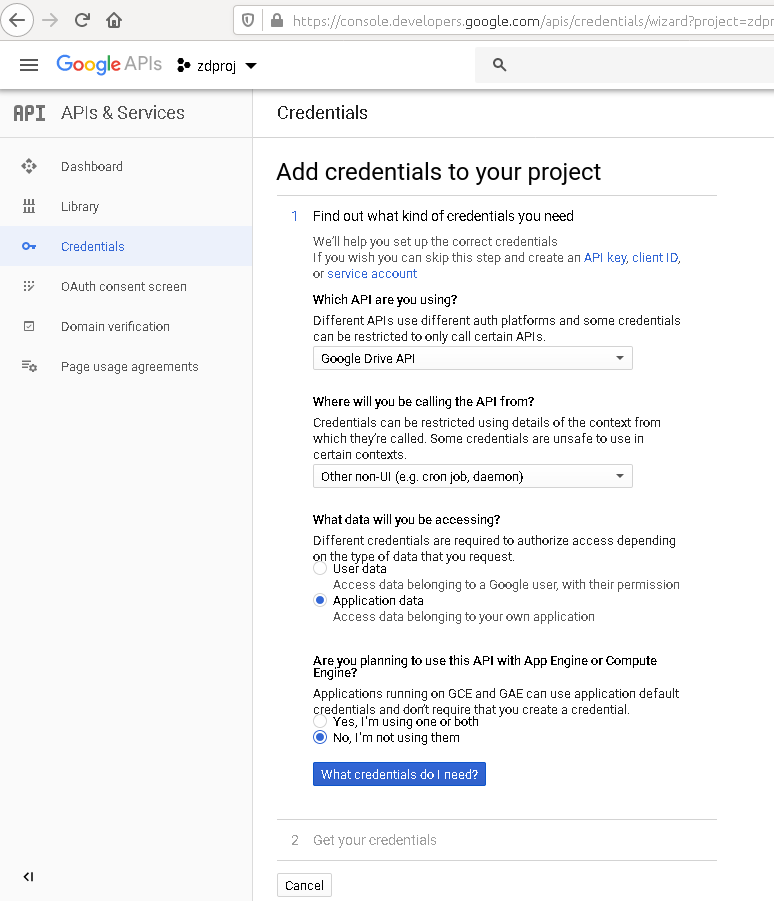 https://console.developers.google.com/apis/credentials/wizard?project=zdpr
Google APIs zdproj
API APIs & Services
Credentials
Dashboard
Library
Credentials
OAuth consent screen
Domain verification
Page usage agreements
Add credentials to your project
1 Find out what kind of credentials you need
We'll help you set up the correct credentials
If you wish you can skip this step and create an API key, client ID,
or service account
Which API are you using?
Different APIs use different auth platforms and some credentials
can be restricted to only call certain APIs.
Google Drive API
Where will you be calling the API from?
Credentials can be restricted using details of the context from
which they're called. Some credentials are unsafe to use in
certain contexts.
Other non-UI (e.g. cron job, daemon)
What data will you be accessing?
Different credentials are required to authorize access depending
on the type of data that you request.
User data
Access data belonging to a Google user, with their permission
Application data
Access data belonging to your own application
Are you planning to use this API with App Engine or Compute
Engine?
Applications running on GCE and GAE can use application default
credentials and don't require that you create a credential.
Yes, I'm using one or both
No, I'm not using them
What credentials do I need?
2 Get your credentials
Cancel